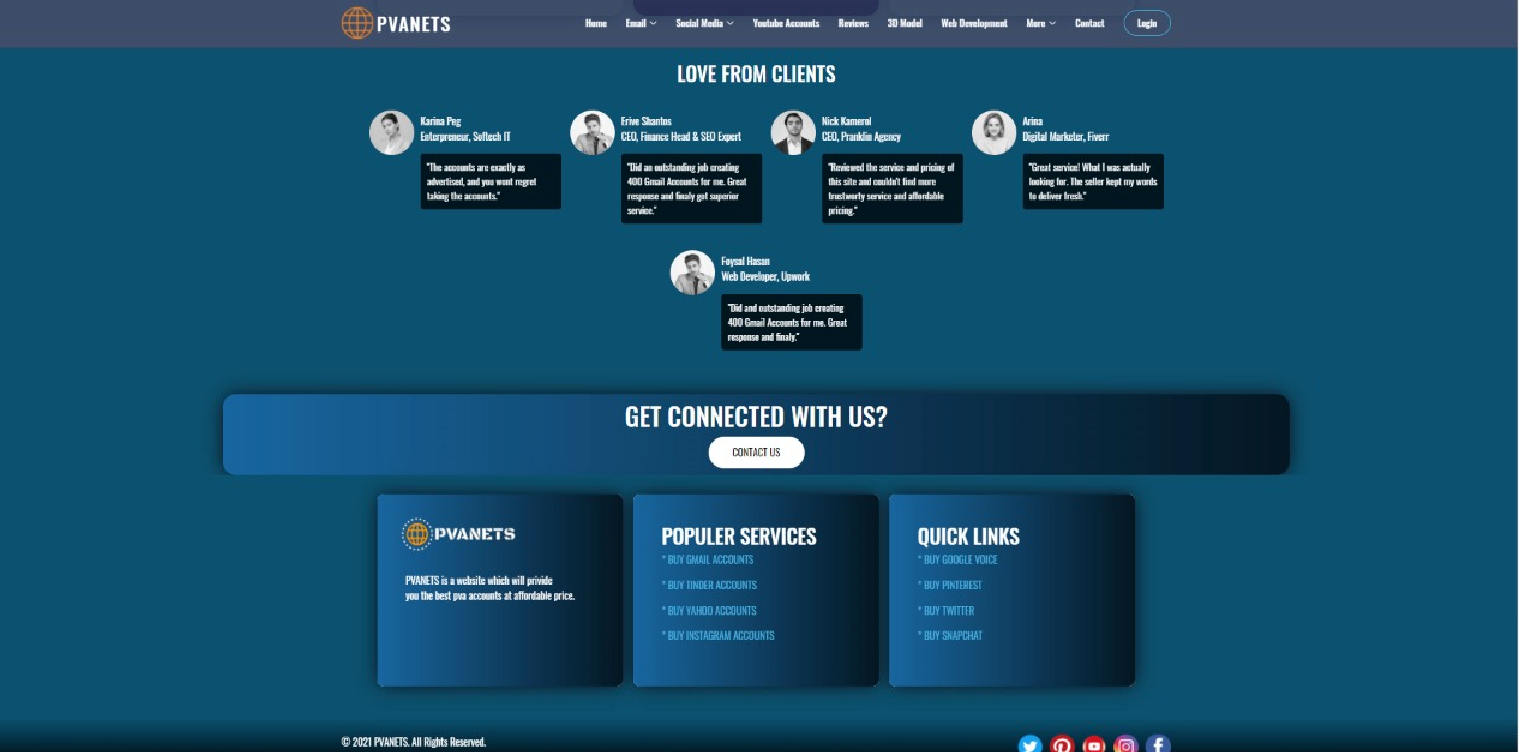 PVANETS
Home Email Social Media Youtube Accounts Reviews 3D Model Web Development More Contact Login
LOVE FROM CLIENTS
Karina Peg
Enterpreneur, Softech IT
"The accounts are exactly as
advertised, and you wont regret
taking the accounts."
Erive Shantos
CEO, Finance Head & SEO Expert
"Did an outstanding job creating
400 Gmail Accounts for me. Great
response and finaly got superior
service."
Nick Kamerol
CEO, Pranklin Agency
"Reviewed the service and pricing of
this site and couldn't find more
trustworty service and affordable
pricing."
Arina
Digital Marketer, Fiverr
"Great service! What I was actually
looking for. The seller kept my words
to deliver fresh."
Foysal Hasan
Web Developer, Upwork
"Did and outstanding job creating
400 Gmail Accounts for me. Great
response and finaly."
GET CONNECTED WITH US?
CONTACT US
PVANETS
PVANETS is a website which will privide
you the best pva accounts at affordable price.
POPULER SERVICES
* BUY GMAIL ACCOUNTS
* BUY TINDER ACCOUNTS
* BUY YAHOO ACCOUNTS
* BUY INSTAGRAM ACCOUNTS
QUICK LINKS
* BUY GOOGLE VOICE
* BUY PINTEREST
* BUY TWITTER
* BUY SNAPCHAT
© 2021 PVANETS. All Rights Reserved.